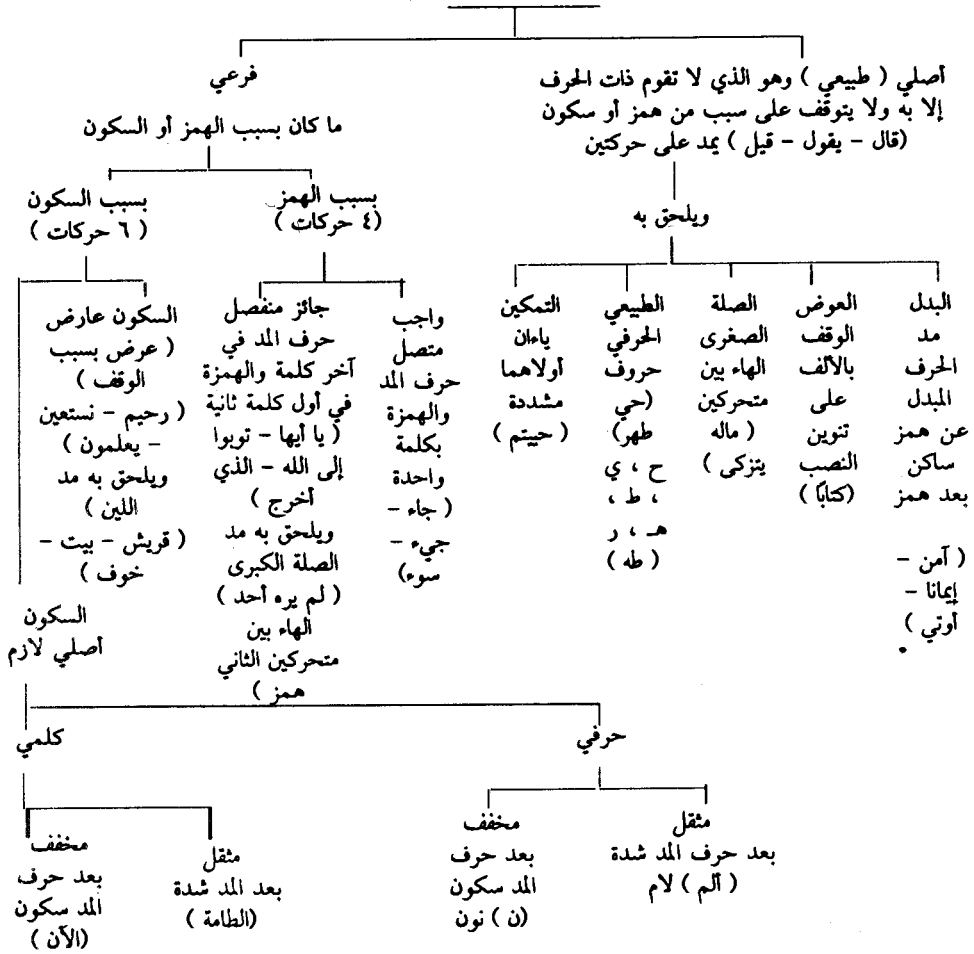 أصلي ( طبيعي ) وهو الذي لا تقوم ذات الحرف
إلا به ولا يتوقف على سبب من همز أو سكون
(قال – يقول – قيل ) يمد على حركتين
ويلحق به
البدل
مد
الحرف
المبدل
عن همز
ساكن
بعد همز
( آمن –
إيمانا –
أوتي )
العوض
الوقف
بالألف
على
تنوين
النصب
(كتابًا )
الصلة
الصغرى
الهاء بين
متحركين
( ماله
يتزكى )
الطبيعي
الحرفي
حروف
(حي
طهر)
ح ، ي
، ط ،
هـ ، ر
( طه )
التمكين
ياءان
أولاهما
مشددة
( حييتم )
فرعي
ما كان بسبب الهمز أو السكون
بسبب الهمز
(٤ حركات )
واجب
متصل
حرف المد
والهمزة
بكلمة
واحدة
( جاء –
جيء –
سوء)
جائز منفصل
حرف المد في
آخر كلمة والهمزة
في أول كلمة ثانية
( يا أيها – توبوا
إلى الله – الذي
أخرج )
ويلحق به مد
الصلة الكبرى
( لم يره أحد )
الهاء بين
متحركين الثاني
همز )
بسبب السكون
( ٦ حركات )
السكون عارض
( عرض بسبب
الوقف )
( رحيم – نستعين
– يعلمون )
ويلحق به مد
اللين )
( قريش – بيت –
خوف )
السكون
أصلي لازم
حرفي
مثقل
بعد حرف المد شدة
( ألم ) لام
مخفف
بعد حرف
المد سكون
(ن ) نون
كلمي
مثقل
بعد المد شدة
(الطامة )
مخفف
بعد حرف
المد سكون
(الآن )